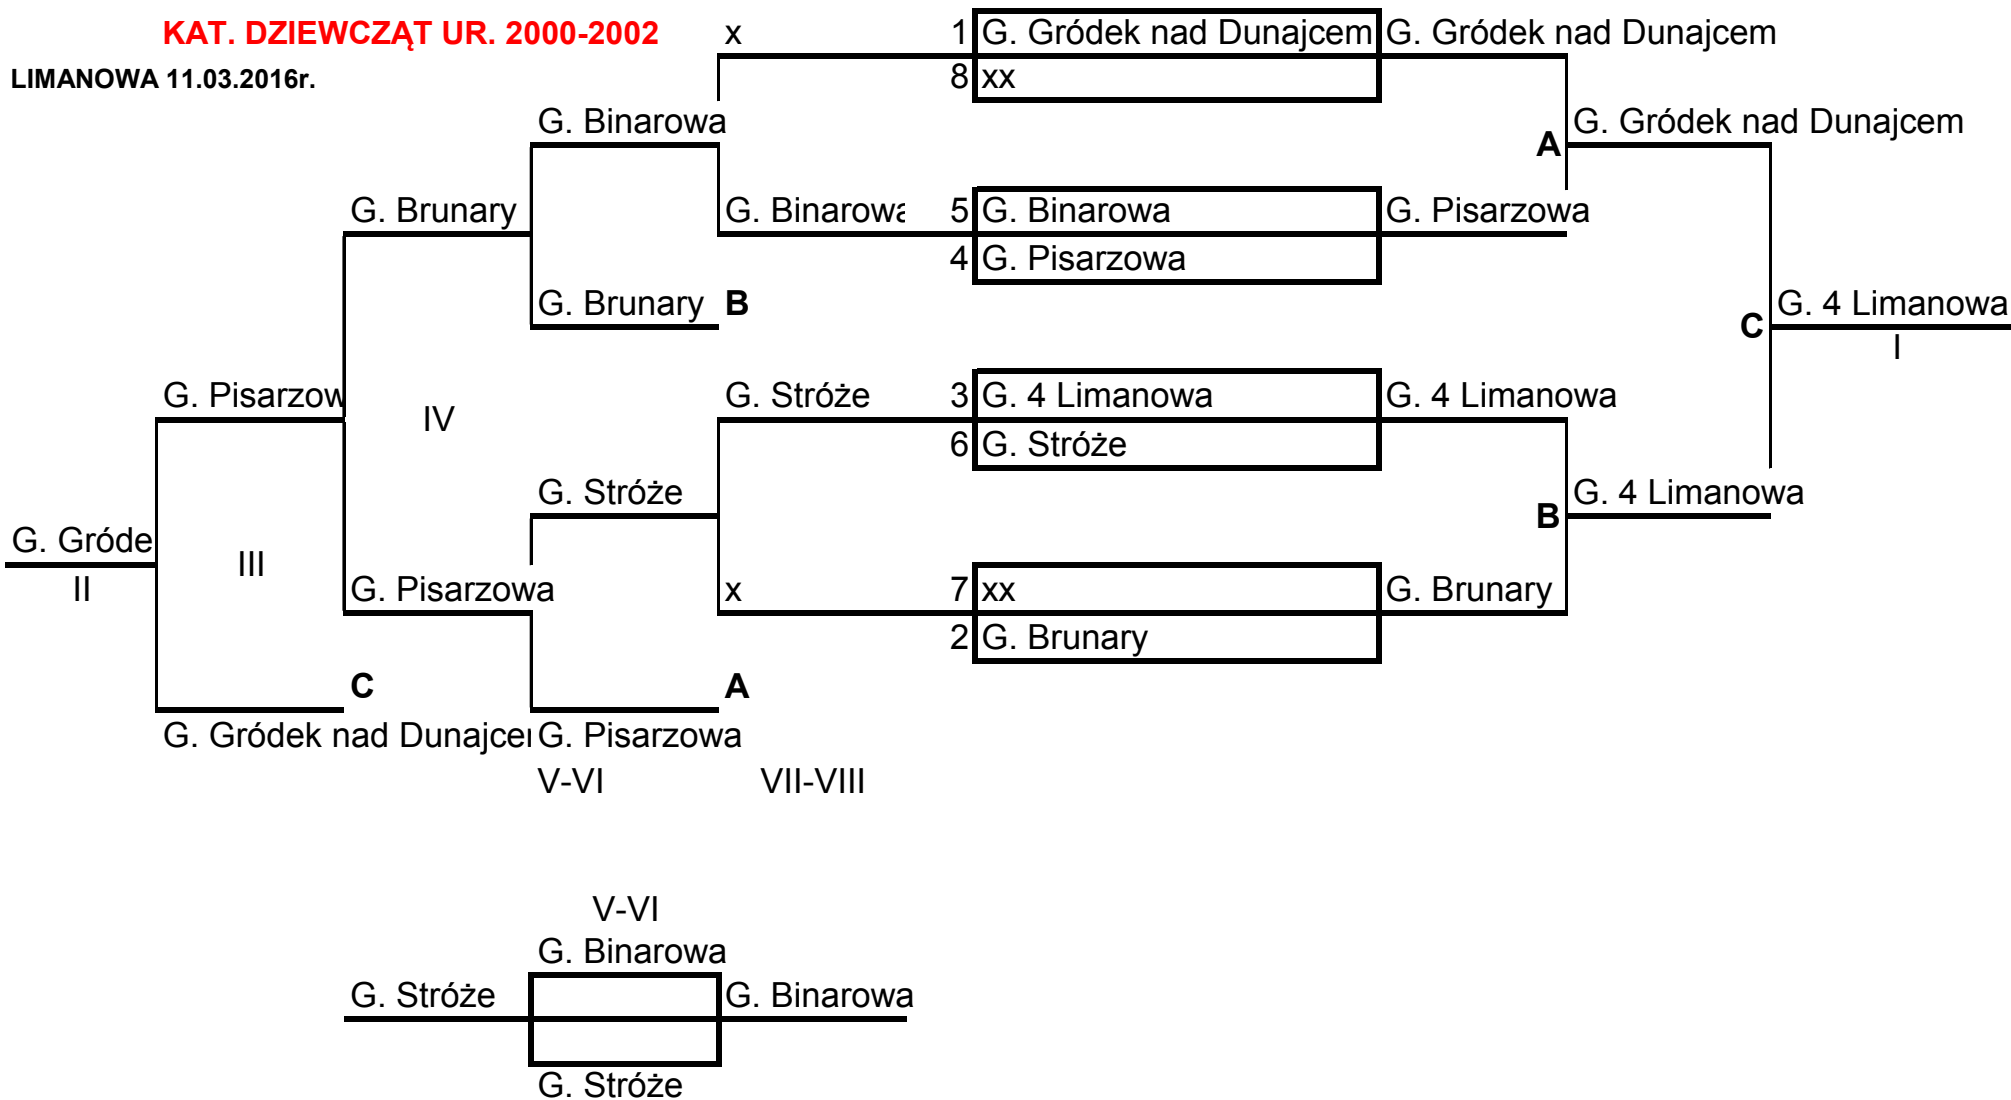 KAT. DZIEWCZĄT UR. 2000-2002 x 1 G. Gródek nad Dunajcem G. Gródek nad Dunajcem
LIMANOWA 11.03.2016r. 8 xx
G. Binarowa G. Gródek nad Dunajcem
A
G. Brunary G. Binarowa 5 G. Binarowa G. Pisarzowa
4 G. Pisarzowa
G. Brunary B G. 4 Limanowa
C
I
G. Pisarzow G. Stróże 3 G. 4 Limanowa G. 4 Limanowa
IV
6 G. Stróże
G. Stróże G. 4 Limanowa
B
G. Gróde
III
II G. Pisarzowa x 7 xx G. Brunary
2 G. Brunary
C A
G. Gródek nad Dunajcem G. Pisarzowa
V-VI VII-VIII
V-VI
G. Binarowa
G. Stróże G. Binarowa
G. Stróże